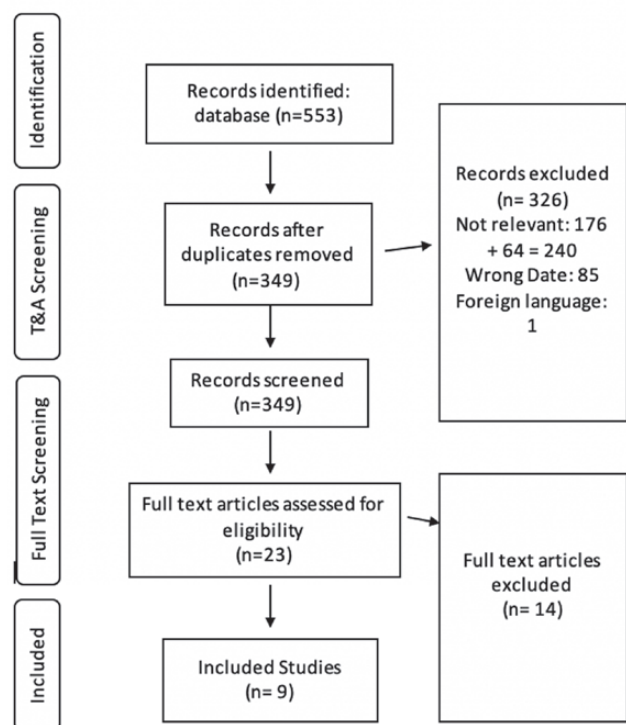 Identification
Records identified:
database (n=553)
T&A Screening
Records after
duplicates removed
(n=349)
Records excluded
(n= 326)
Not relevant: 176
+ 64 = 240
Wrong Date: 85
Foreign language:
1
Records screened
(n=349)
Full Text Screening
Full text articles assessed for
eligibility
(n=23)
Full text articles
excluded
(n= 14)
Included
Included Studies
(n= 9)